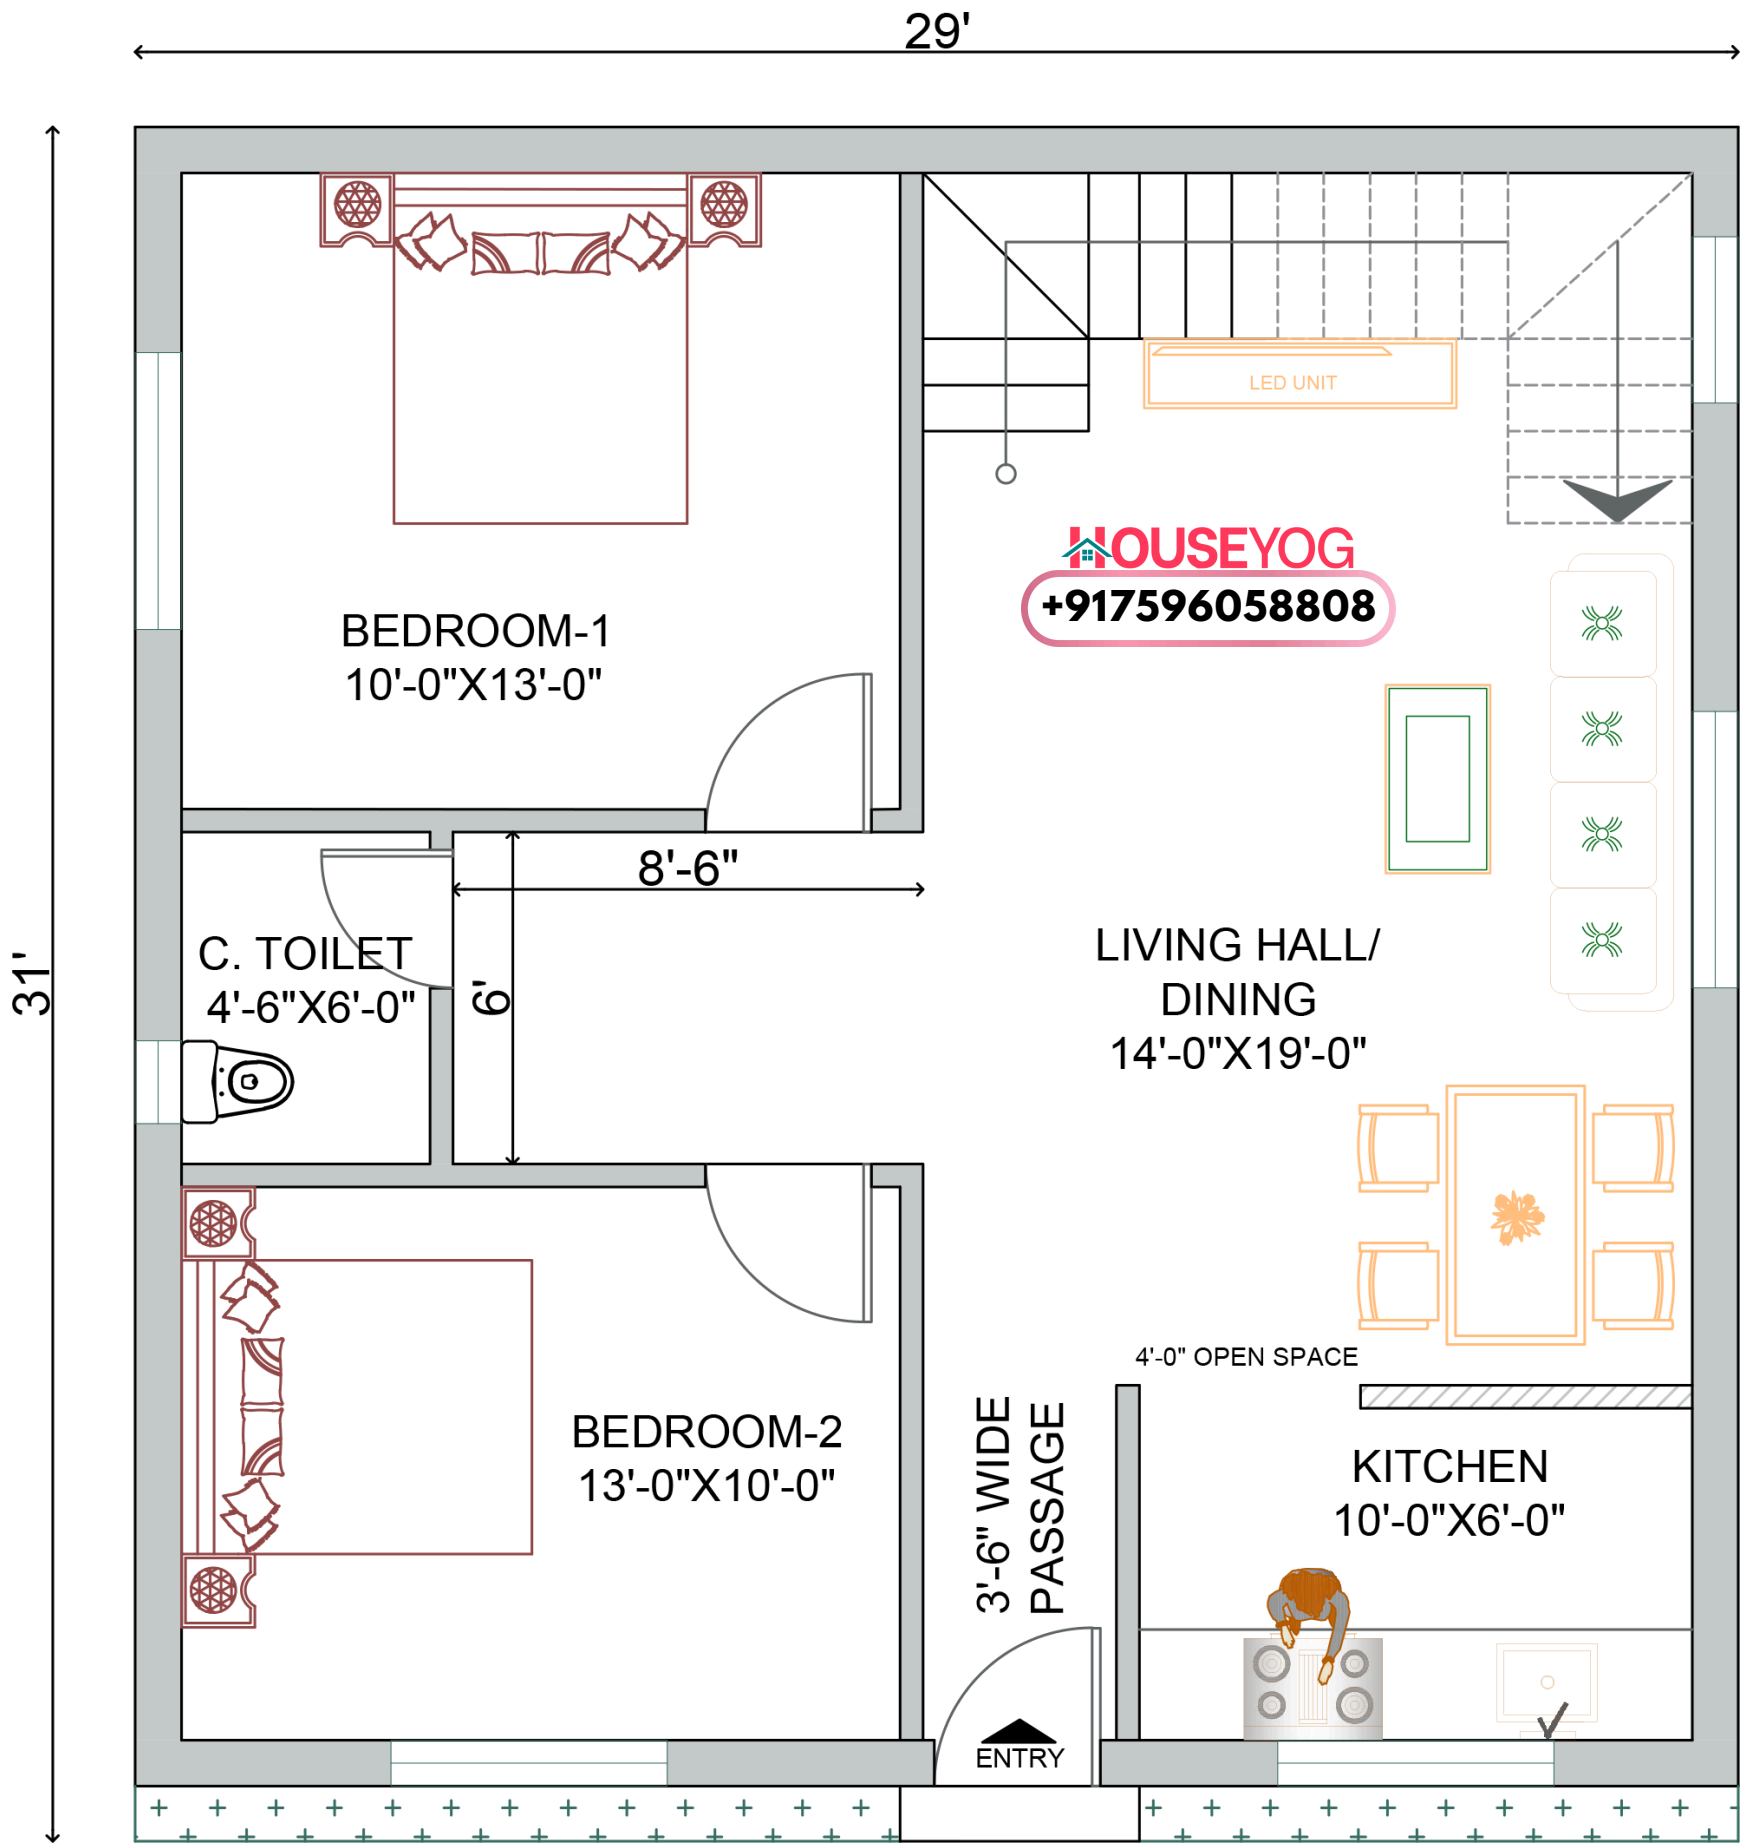 29'
31'
LED UNIT
HOUSEYOG
+917596058808
BEDROOM-1
10'-0"X13'-0"
8'-6"
6'
C. TOILET
4'-6"X6'-0"
LIVING HALL/
DINING
14'-0"X19'-0"
4'-0" OPEN SPACE
BEDROOM-2
13'-0"X10'-0"
3'-6" WIDE
PASSAGE
KITCHEN
10'-0"X6'-0"
ENTRY